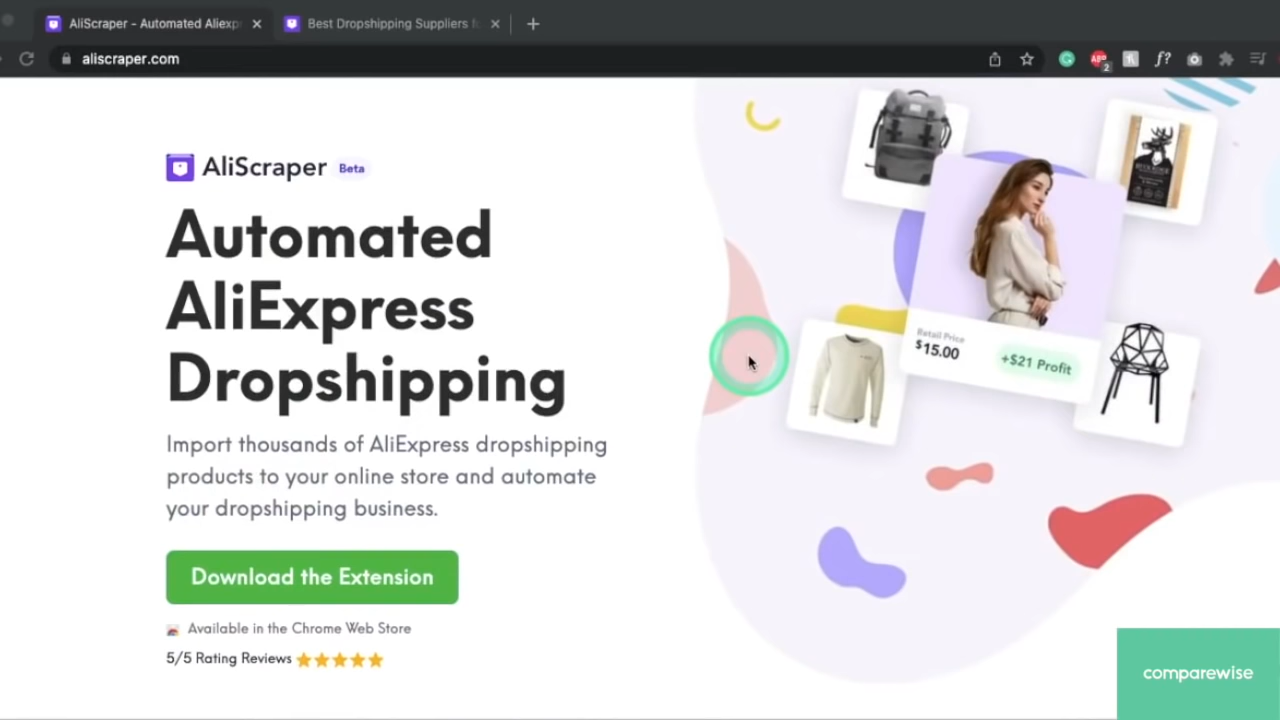 AliScraper - Automated Aliexp
Best Dropshipping Suppliers f
aliscraper.com
ABP
2
f?
AliScraper Beta
Automated
AliExpress
Dropshipping
Import thousands of AliExpress dropshipping
products to your online store and automate
your dropshipping business.
Download the Extension
Available in the Chrome Web Store
5/5 Rating Reviews
Retail Price
$15.00
+$21 Profit
comparewise